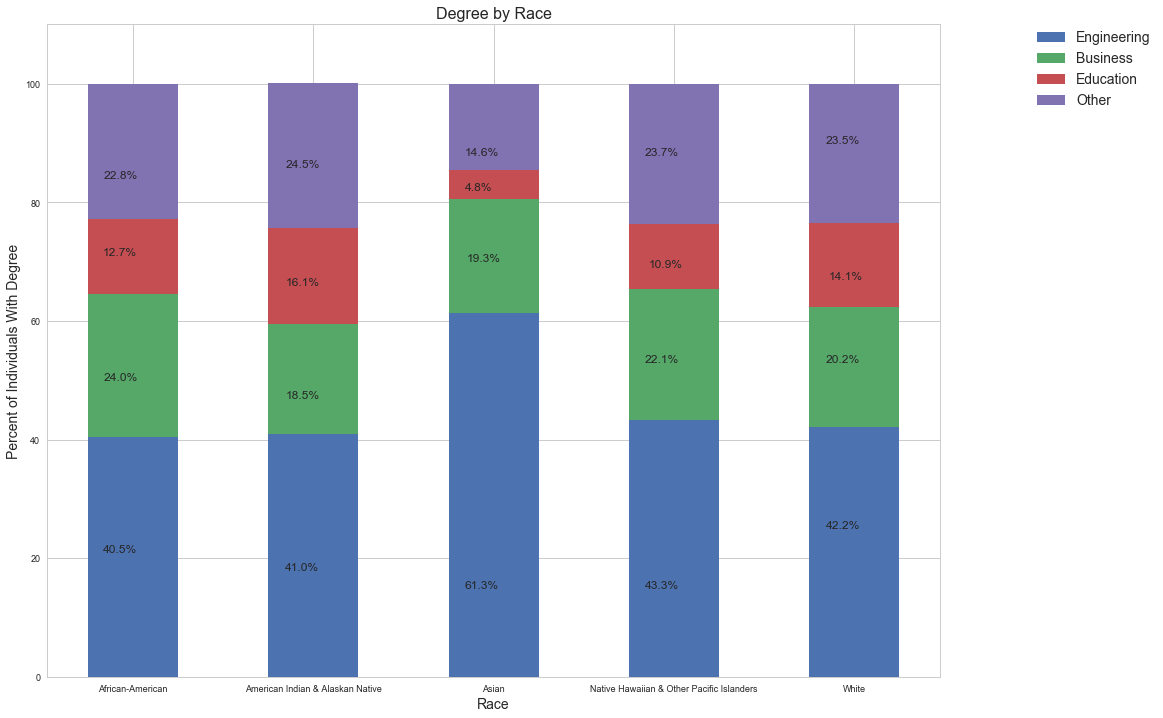 Degree by Race
Engineering
Business
Education
Other
Percent of Individuals With Degree
100
80
60
40
20
0
22.8%
12.7%
24.0%
40.5%
24.5%
16.1%
18.5%
41.0%
14.6%
4.8%
19.3%
61.3%
23.7%
10.9%
22.1%
43.3%
23.5%
14.1%
20.2%
42.2%
African-American
American Indian & Alaskan Native
Asian
Native Hawaiian & Other Pacific Islanders
White
Race